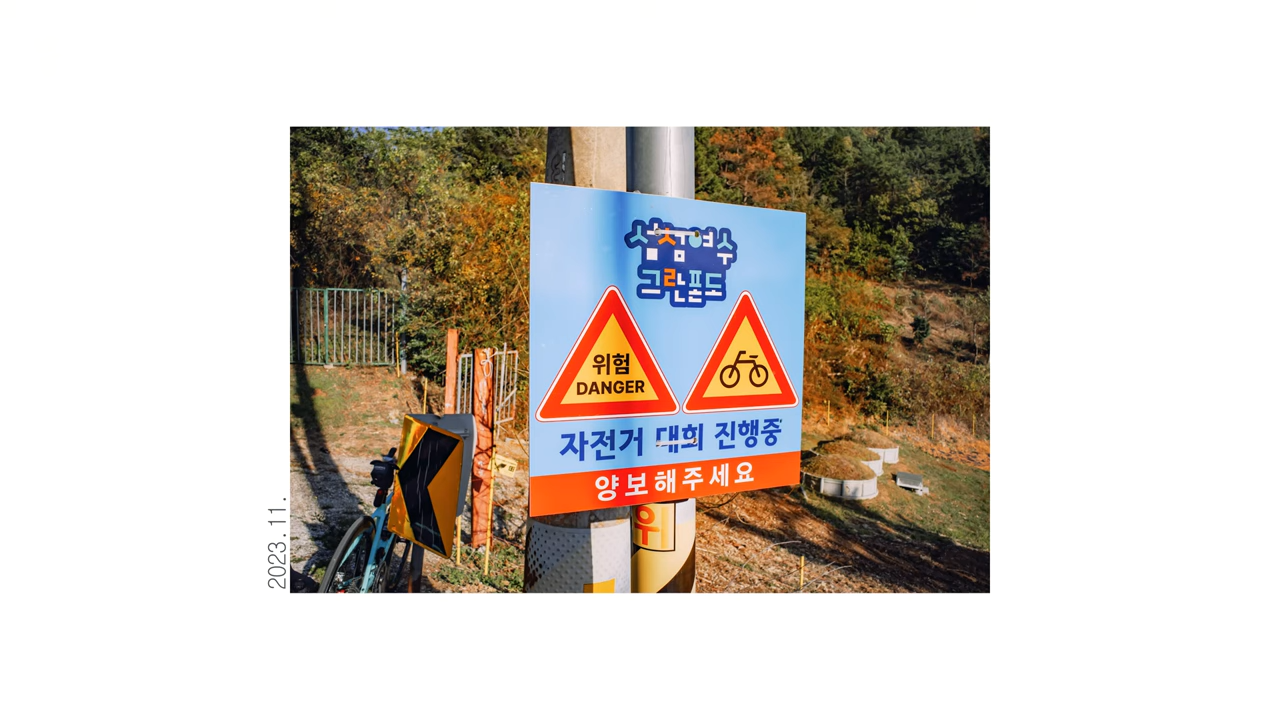 섬섬여수
그란폰도
위험
DANGER
자전거 대회 진행중
양보해주세요
우
2023.11.